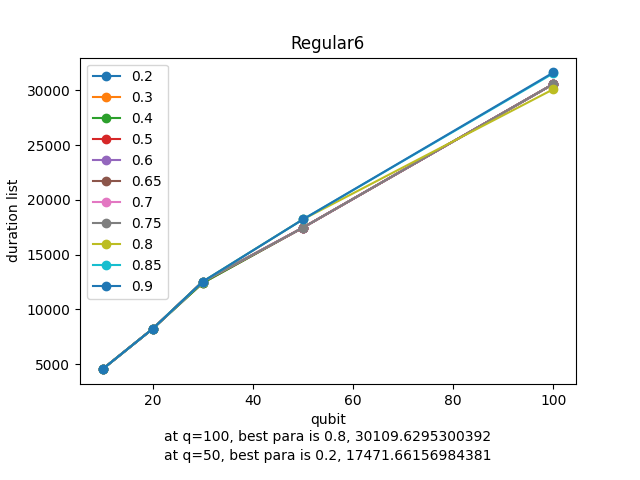 Regular6
0.2
0.3
0.4
0.5
0.6
0.65
0.7
0.75
0.8
0.85
0.9
30000
25000
20000
15000
10000
5000
duration list
20 40 60 80 100
qubit
at q=100, best para is 0.8, 30109.6295300392
at q=50, best para is 0.2, 17471.66156984381